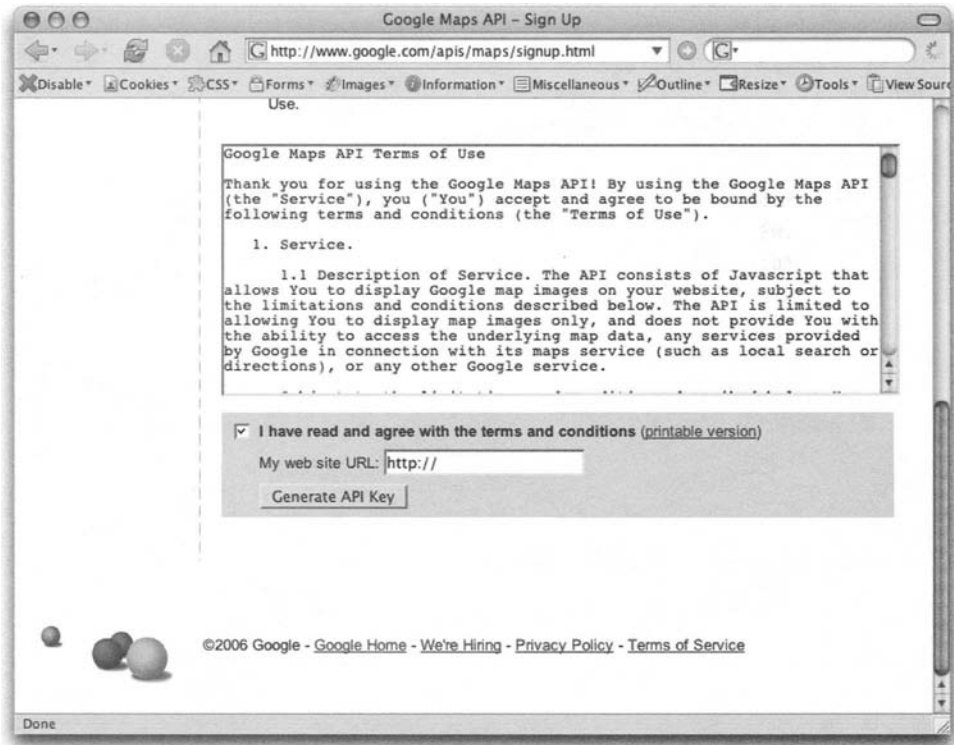 Google Maps API – Sign Up
http://www.google.com/apis/maps/signup.html
Disable Cookies CSS Forms Images Information Miscellaneous Outline Resize Tools View Sourc
Use.
Google Maps API Terms of Use
Thank you for using the Google Maps API! By using the Google Maps API
(the "Service"), you ("You") accept and agree to be bound by the
following terms and conditions (the "Terms of Use").
1. Service.
1.1 Description of Service. The API consists of Javascript that
allows You to display Google map images on your website, subject to
the limitations and conditions described below. The API is limited to
allowing You to display map images only, and does not provide You with
the ability to access the underlying map data, any services provided
by Google in connection with its maps service (such as local search or
directions), or any other Google service.
I have read and agree with the terms and conditions (printable version)
My web site URL: http://
Generate API Key
©2006 Google - Google Home - We're Hiring - Privacy Policy - Terms of Service
Done